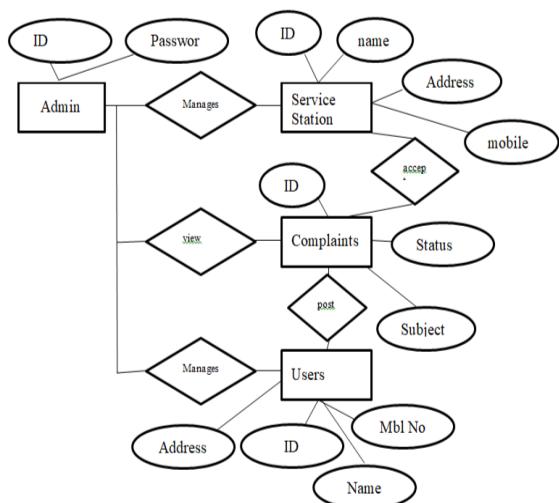 ID
Passwor
ID
name
Admin
Manages
Service
Station
Address
mobile
accep
ID
view
Complaints
Status
post
Subject
Manages
Users
Address
ID
Mbl No
Name